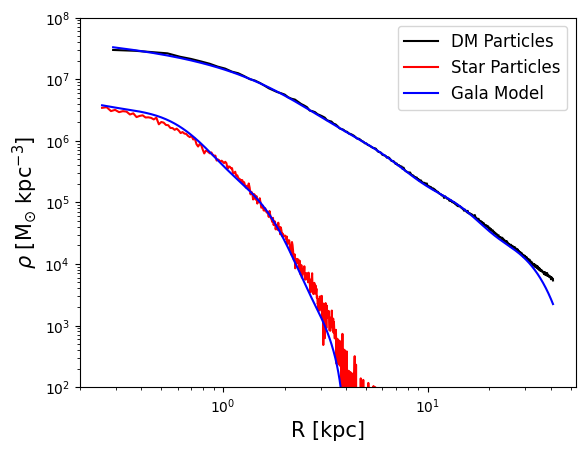 10⁸
10⁷
10⁶
10⁵
10⁴
10³
10²
ρ [M⊙ kpc⁻³]
DM Particles
Star Particles
Gala Model
10⁰ 10¹
R [kpc]